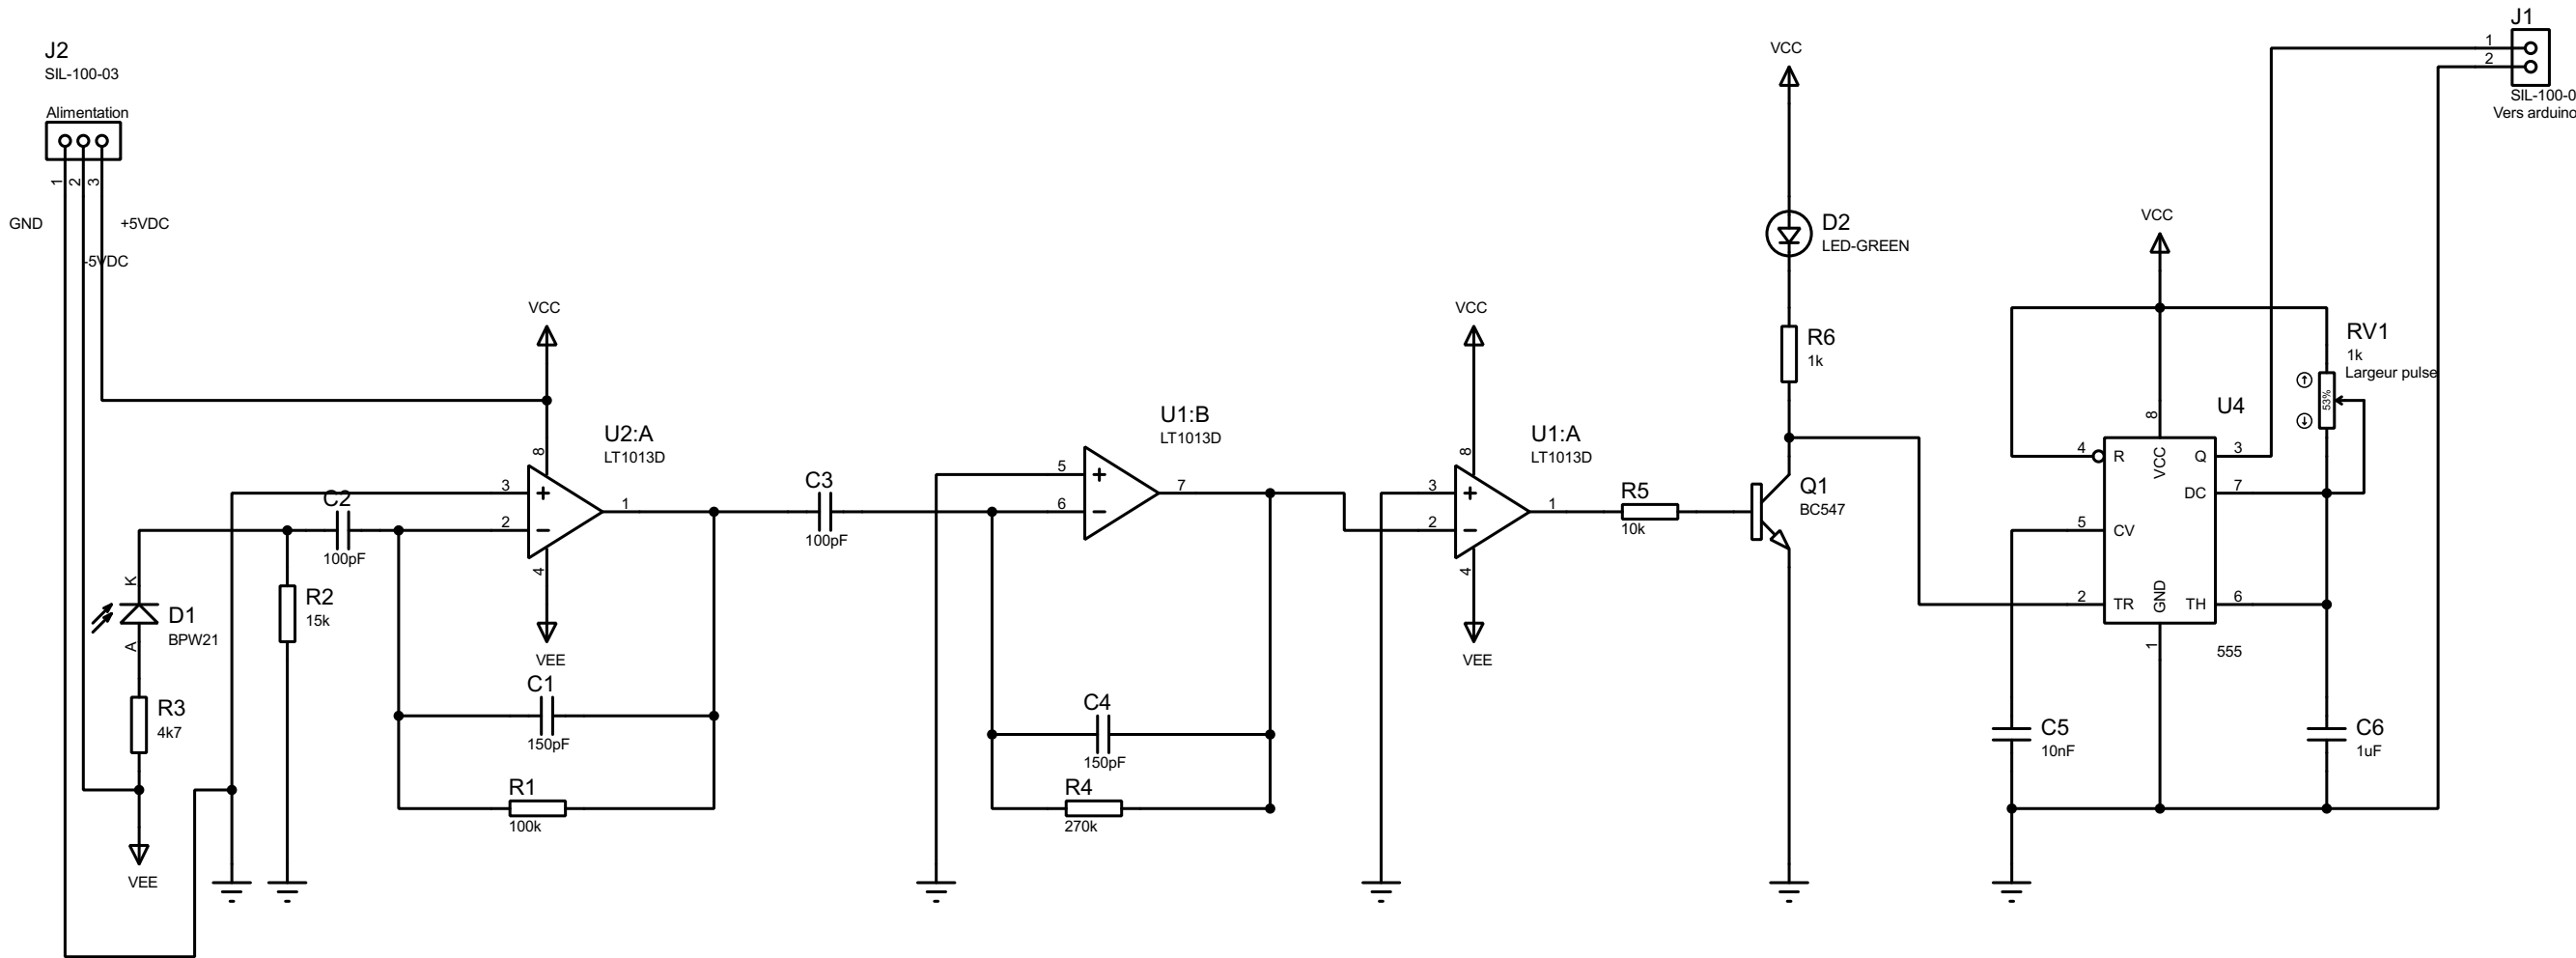 J2
SIL-100-03
Alimentation
1
2
3
GND
+5VDC
-5VDC
VCC
U2:A
LT1013D
8
3
2
1
4
VEE
C2
100pF
K
D1
BPW21
A
R3
4k7
VEE
R2
15k
C1
150pF
R1
100k
C3
100pF
U1:B
LT1013D
5
6
7
C4
150pF
R4
270k
VCC
U1:A
LT1013D
8
3
2
1
4
VEE
R5
10k
VCC
D2
LED-GREEN
R6
1k
Q1
BC547
VCC
U4
8
4
R
VCC
Q
3
DC
7
5
CV
2
TR
GND
TH
6
1
555
RV1
1k
Largeur pulse
53%
C5
10nF
C6
1uF
J1
1
2
SIL-100-0
Vers arduino